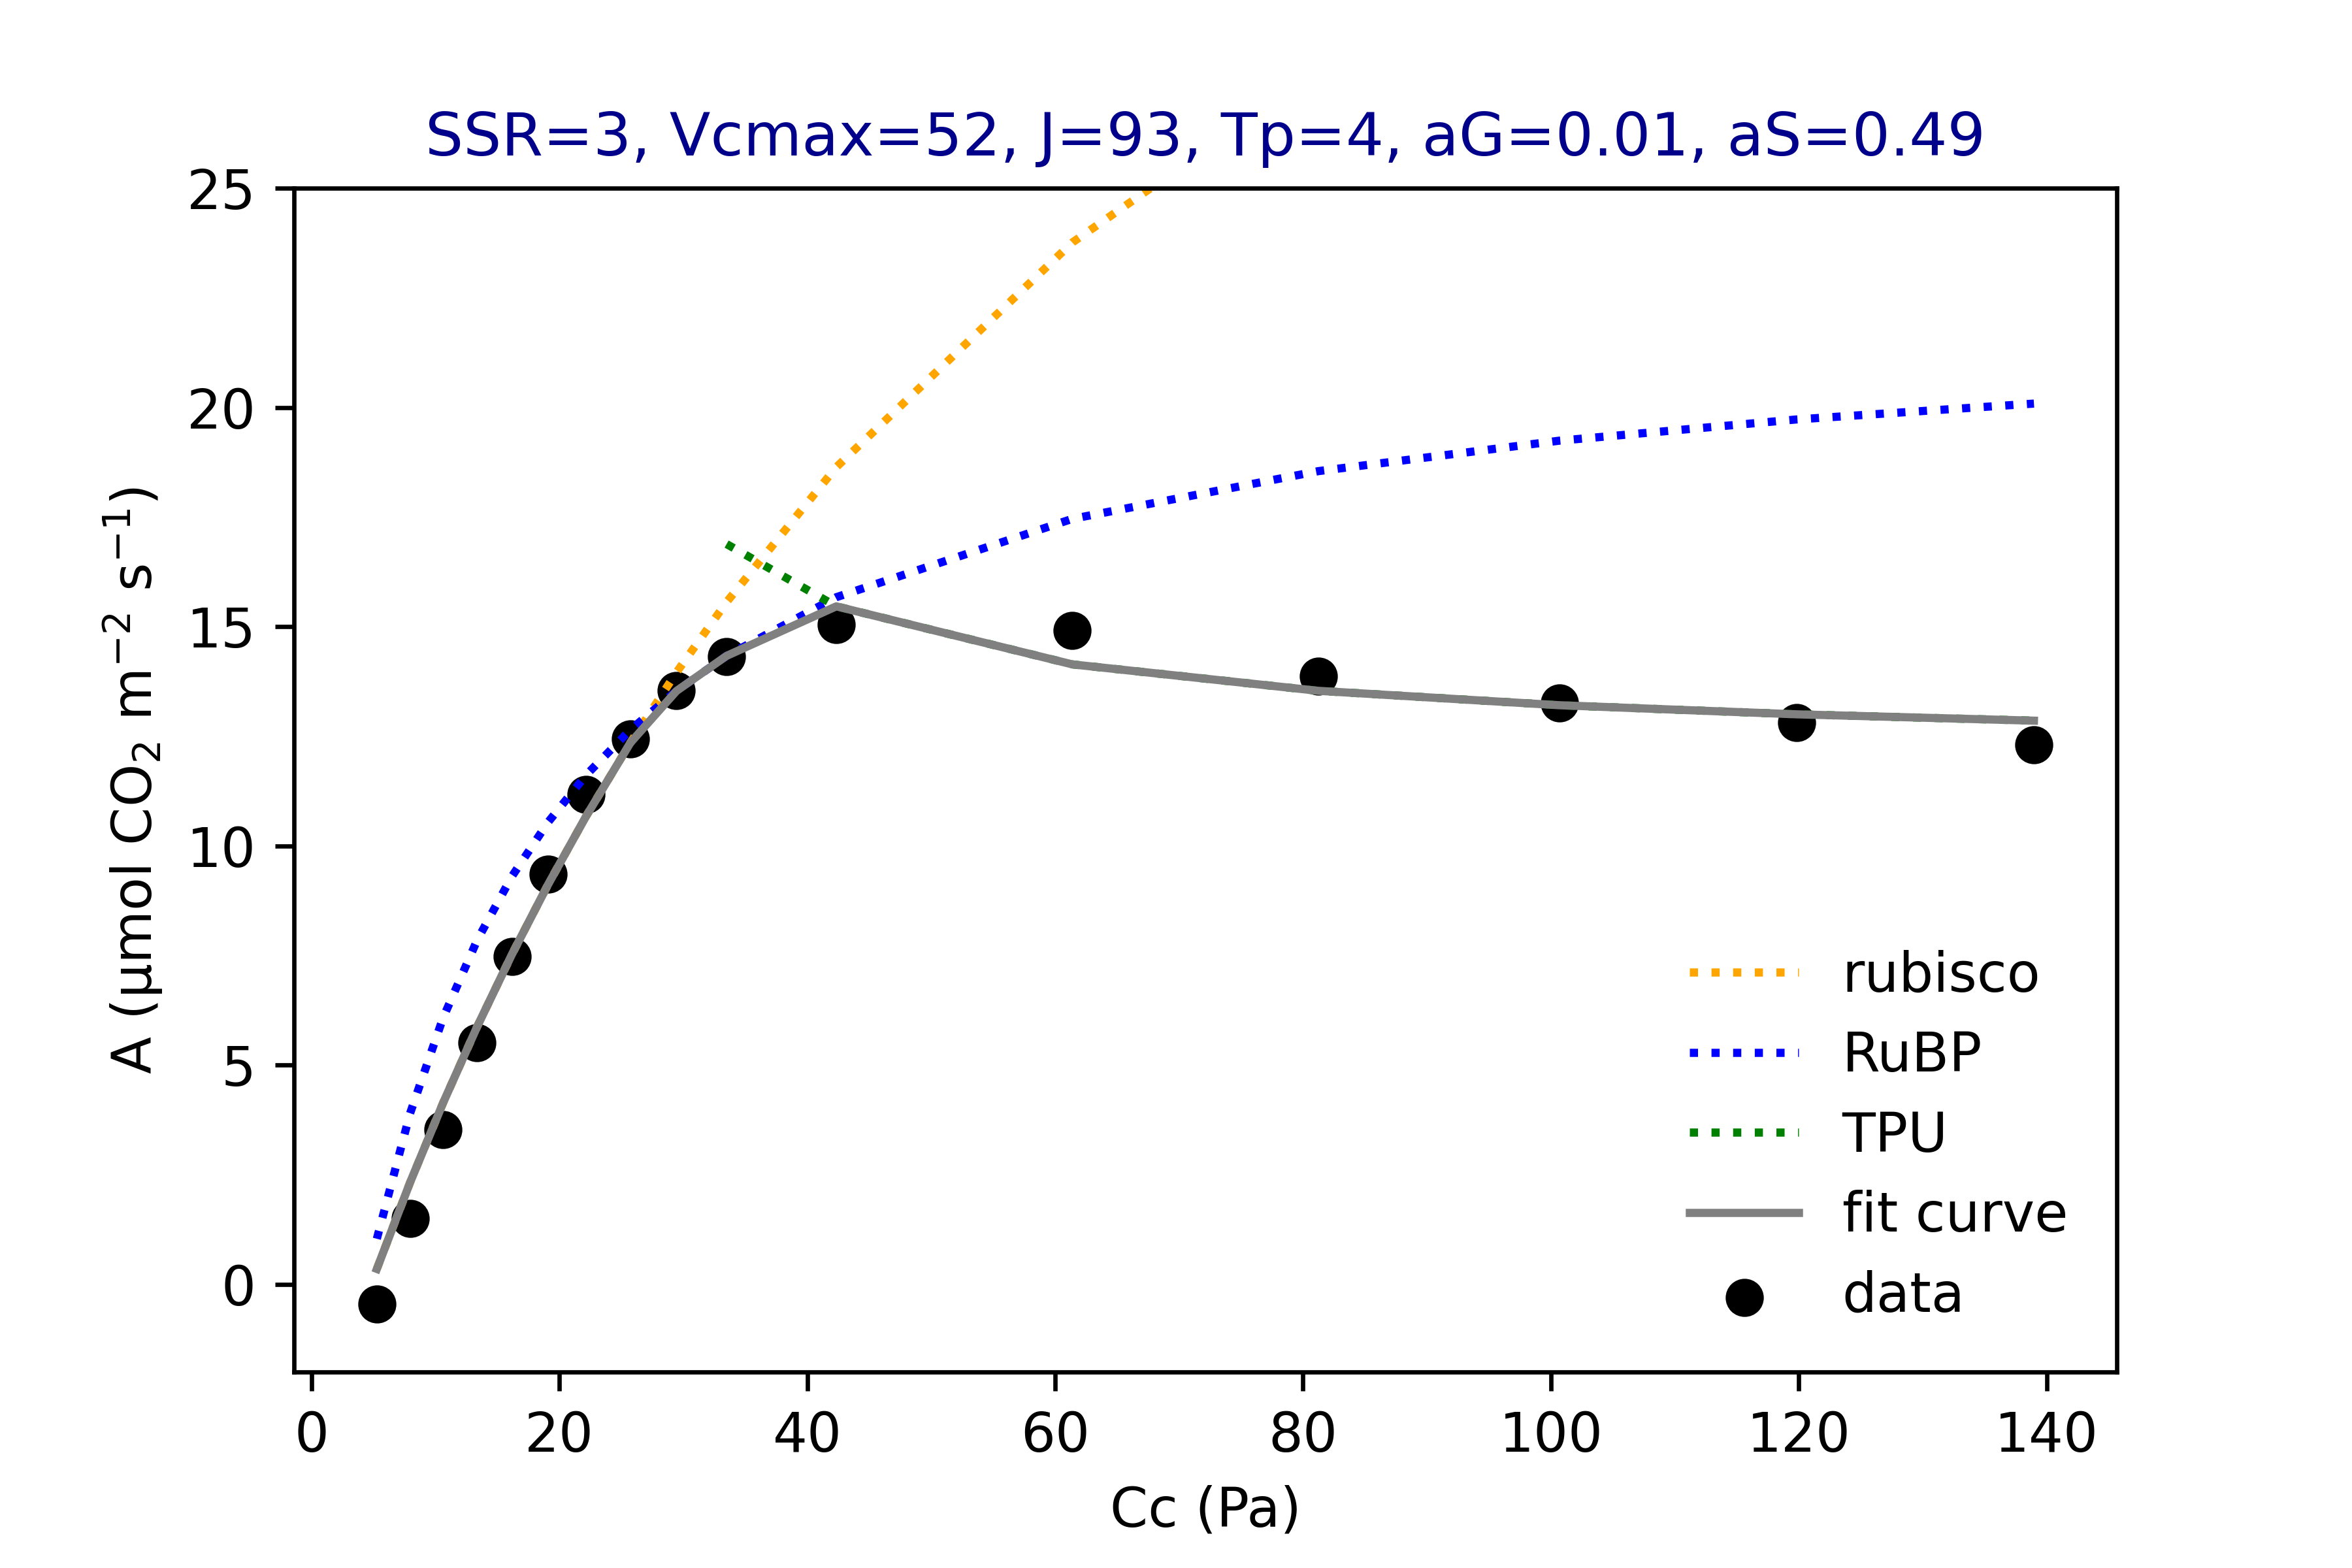 SSR=3, Vcmax=52, J=93, Tp=4, aG=0.01, aS=0.49
25
20
15
10
5
0
A (µmol CO₂ m⁻² s⁻¹)
rubisco
RuBP
TPU
fit curve
data
0 20 40 60 80 100 120 140
Cc (Pa)